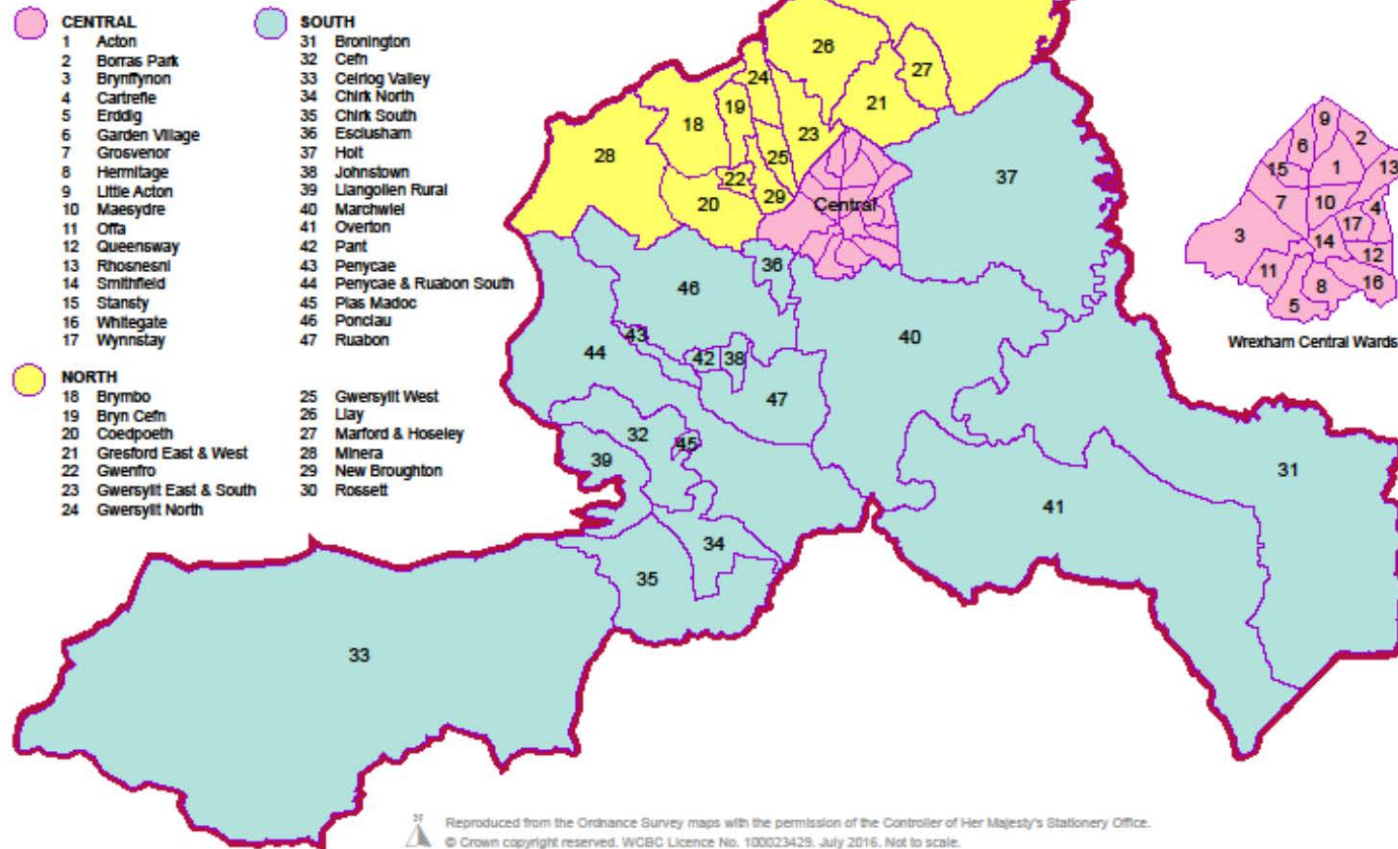 CENTRAL
1 Acton
2 Borras Park
3 Brynffynon
4 Cartrefle
5 Erddig
6 Garden Village
7 Grosvenor
8 Hermitage
9 Little Acton
10 Maesydre
11 Offa
12 Queensway
13 Rhosnesni
14 Smithfield
15 Stansty
16 Whitegate
17 Wynnstay
SOUTH
31 Bronington
32 Cefn
33 Ceiriog Valley
34 Chirk North
35 Chirk South
36 Esclusham
37 Holt
38 Johnstown
39 Llangollen Rural
40 Marchwiel
41 Overton
42 Pant
43 Penycae
44 Penycae & Ruabon South
45 Plas Madoc
46 Ponciau
47 Ruabon
NORTH
18 Brymbo
19 Bryn Cefn
20 Coedpoeth
21 Gresford East & West
22 Gwenfro
23 Gwersyllt East & South
24 Gwersyllt North
25 Gwersyllt West
26 Llay
27 Marford & Hoseley
28 Minera
29 New Broughton
30 Rossett
26
24
27
19
21
18
23
28
25
22
29
20
Central
37
36
46
43
44
42
38
40
47
32
45
39
31
41
34
35
33
9
6
2
15
1
13
7
10
4
3
17
14
12
11
8
16
5
Wrexham Central Wards
N
Reproduced from the Ordnance Survey maps with the permission of the Controller of Her Majesty's Stationery Office.
© Crown copyright reserved. WCBC Licence No. 100023429. July 2016. Not to scale.